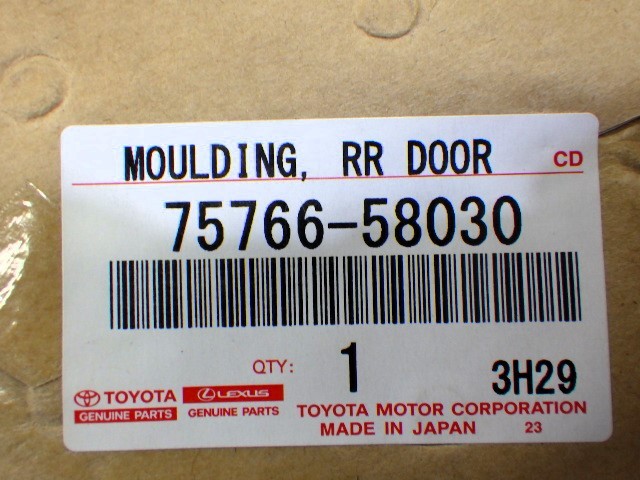 MOULDING, RR DOOR CD
75766-58030
QTY: 1 3H29
TOYOTA LEXUS
GENUINE PARTS GENUINE PARTS TOYOTA MOTOR CORPORATION
MADE IN JAPAN 23